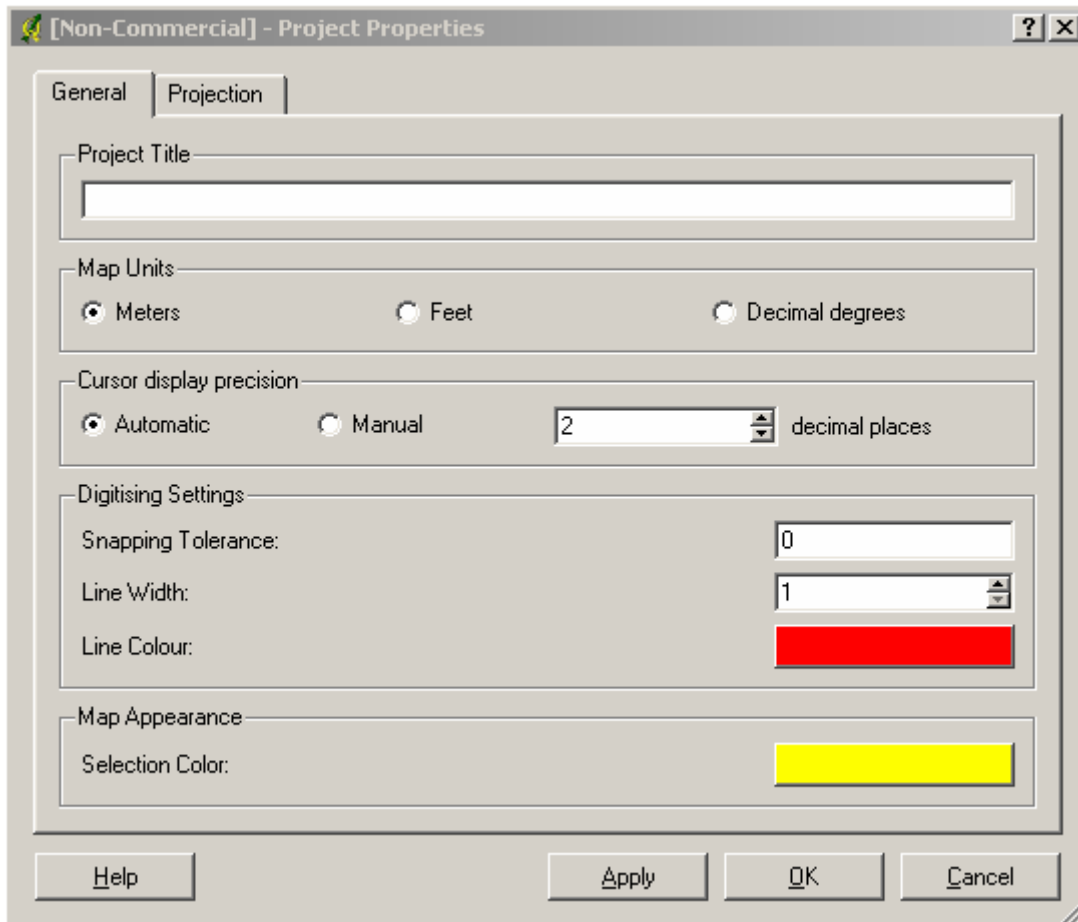 [Non-Commercial] - Project Properties
General
Projection
Project Title
Map Units
Meters Feet Decimal degrees
Cursor display precision
Automatic Manual 2 decimal places
Digitising Settings
Snapping Tolerance: 0
Line Width: 1
Line Colour:
Map Appearance
Selection Color:
Help Apply OK Cancel